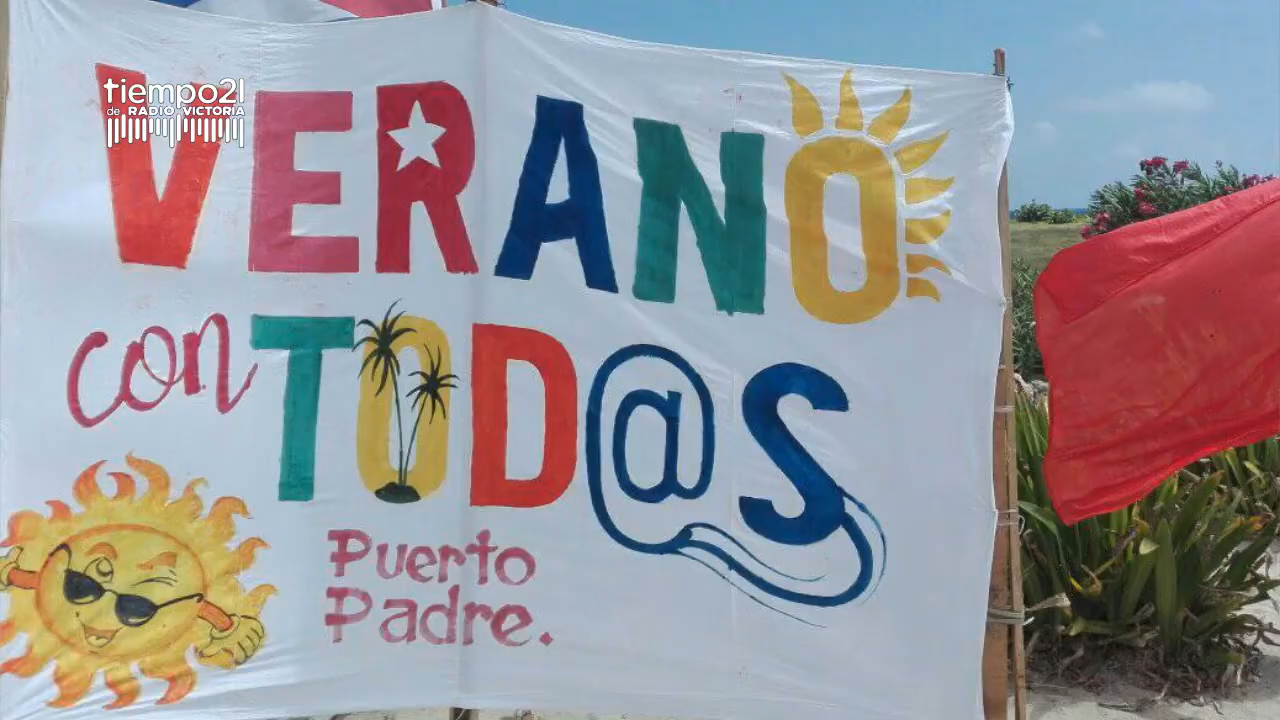 tiempo21
de RADIO VICTORIA
VERANO
con TOD@S
Puerto
Padre.